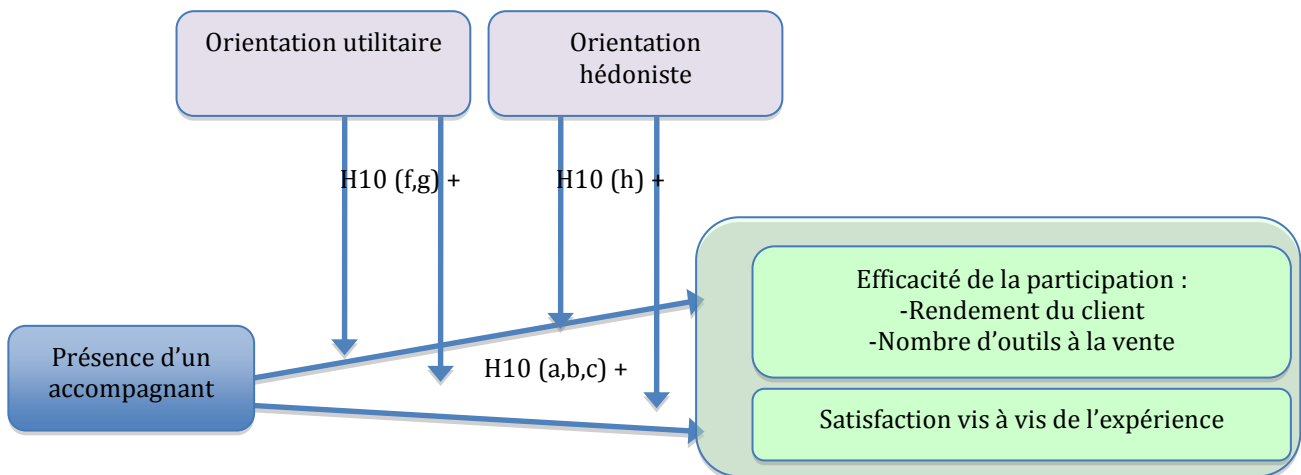 Orientation utilitaire
Orientation
hédoniste
H10 (f,g) +
H10 (h) +
Efficacité de la participation :
-Rendement du client
-Nombre d’outils à la vente
Présence d’un
accompagnant
H10 (a,b,c) +
Satisfaction vis à vis de l’expérience